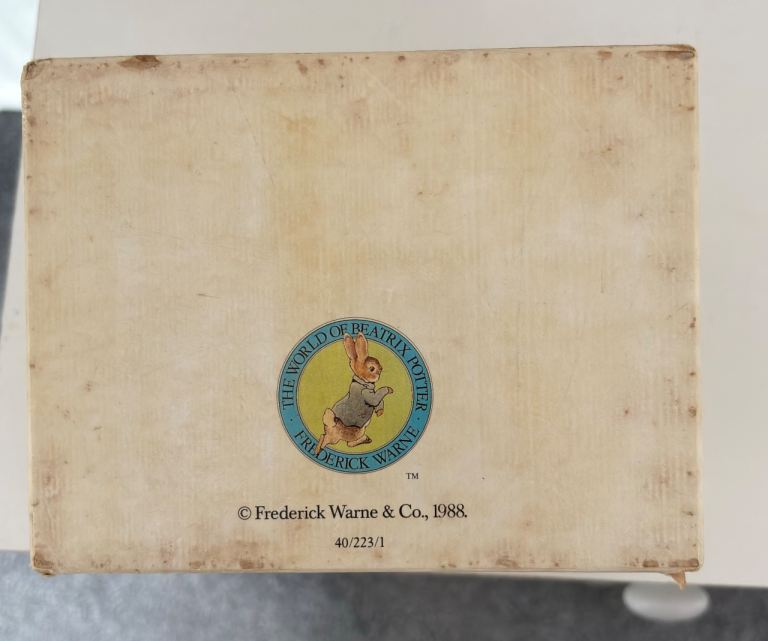 THE WORLD OF BEATRIX POTTER
· FREDERICK WARNE ·
TM
© Frederick Warne & Co., 1988.
40/223/1